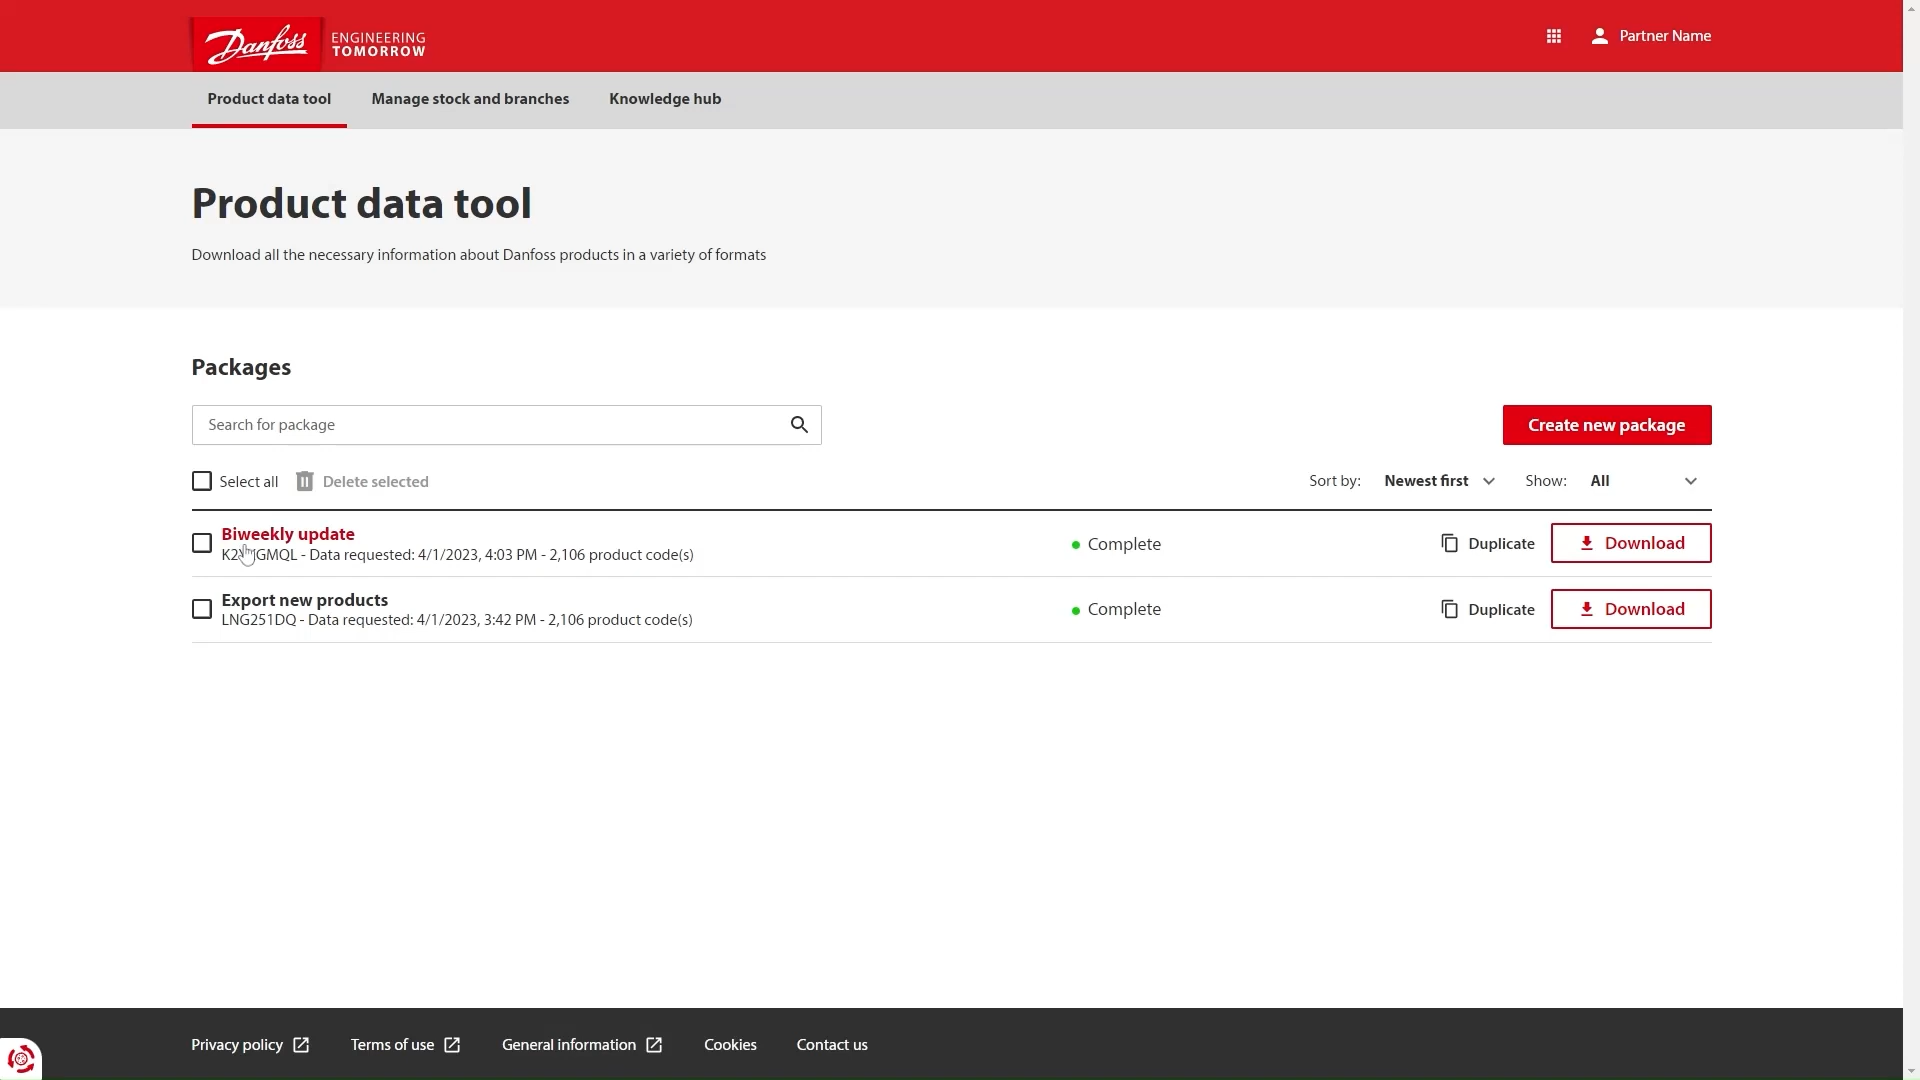 Danfoss
ENGINEERING
TOMORROW
Partner Name
Product data tool
Manage stock and branches
Knowledge hub
Product data tool
Download all the necessary information about Danfoss products in a variety of formats
Packages
Search for package
Create new package
Select all
Delete selected
Sort by:
Newest first
Show:
All
Biweekly update
- Data requested: 4/1/2023, 4:03 PM - 2,106 product code(s)
Complete
Duplicate
Download
Export new products
LNG251DQ - Data requested: 4/1/2023, 3:42 PM - 2,106 product code(s)
Complete
Duplicate
Download
Privacy policy
Terms of use
General information
Cookies
Contact us